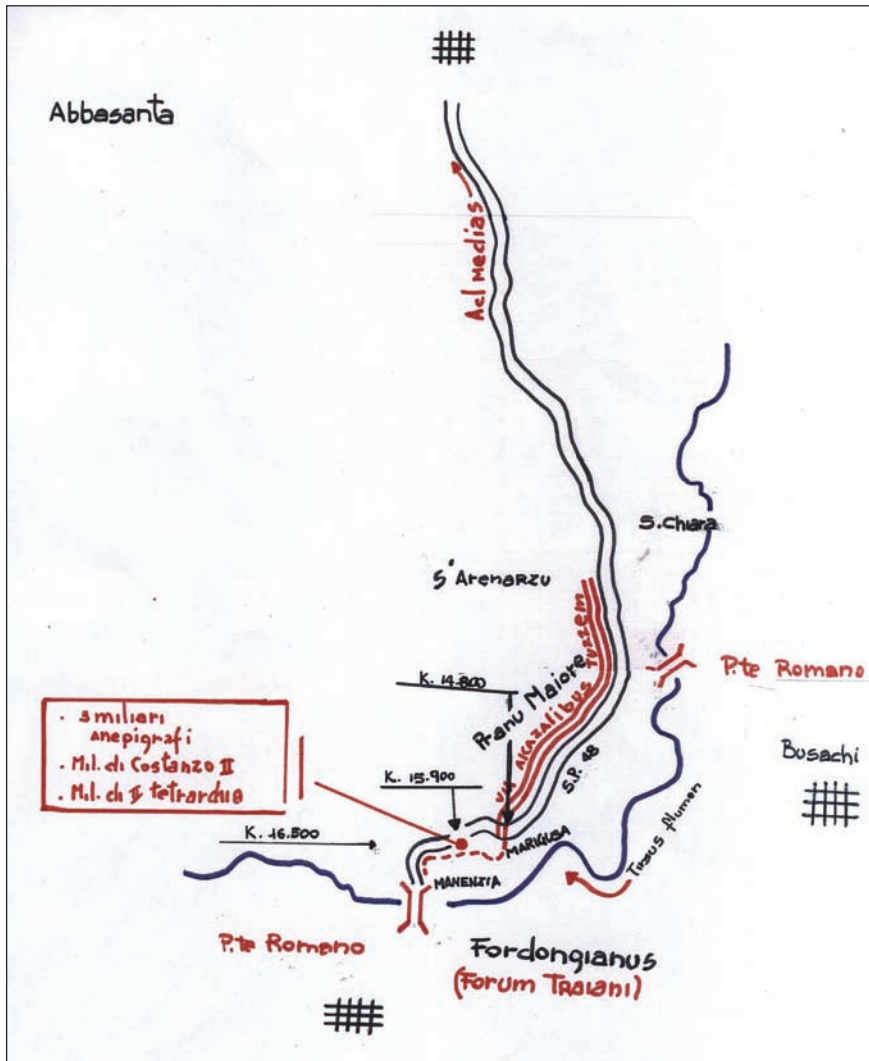 Abbasanta
Ad Medias
S. Chiara
S' Arenarzu
P.te Romano
K. 14.800
Pranu Maiore
VIA A KARALIBUS TURREM
S.P. 48
Busachi
. 3 miliari
anepigrafi
. Mil. di Costanzo II
. Mil. di II tetrarchia
K. 15.900
K. 16.500
MARIGUSA
MANENZIA
Tirsus flumen
P.te Romano
Fordongianus
(Forum Traiani)